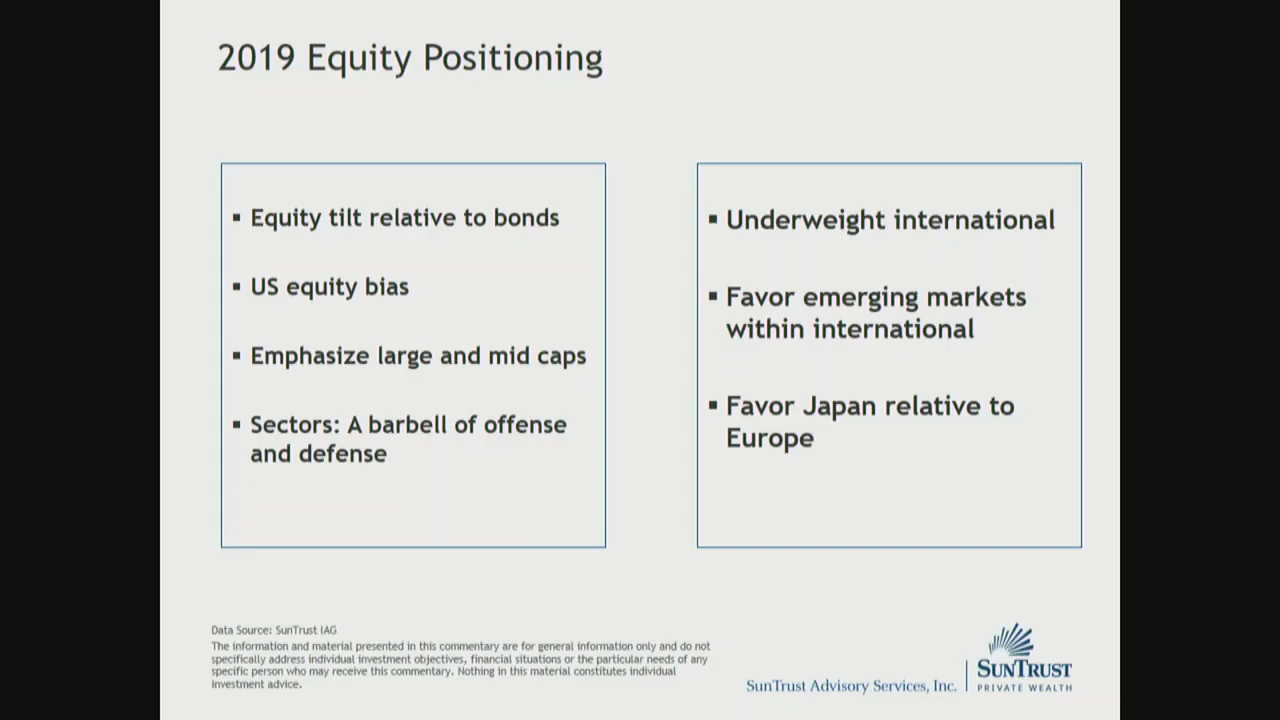 2019 Equity Positioning
▪ Equity tilt relative to bonds
▪ US equity bias
▪ Emphasize large and mid caps
▪ Sectors: A barbell of offense
and defense
▪ Underweight international
▪ Favor emerging markets
within international
▪ Favor Japan relative to
Europe
Data Source: SunTrust IAG
The information and material presented in this commentary are for general information only and do not
specifically address individual investment objectives, financial situations or the particular needs of any
specific person who may receive this commentary. Nothing in this material constitutes individual
investment advice.
SunTrust Advisory Services, Inc.
SUNTRUST
PRIVATE WEALTH